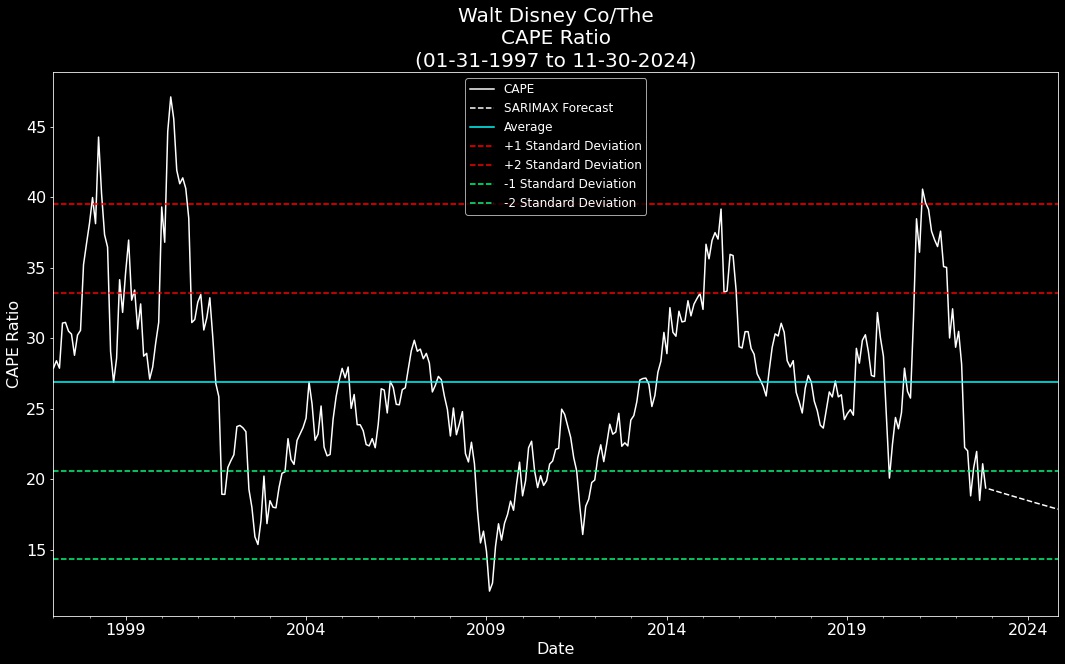 Walt Disney Co/The
CAPE Ratio
(01-31-1997 to 11-30-2024)
CAPE
SARIMAX Forecast
Average
+1 Standard Deviation
+2 Standard Deviation
-1 Standard Deviation
-2 Standard Deviation
45
40
35
30
25
20
15
CAPE Ratio
1999
2004
2009
2014
2019
2024
Date